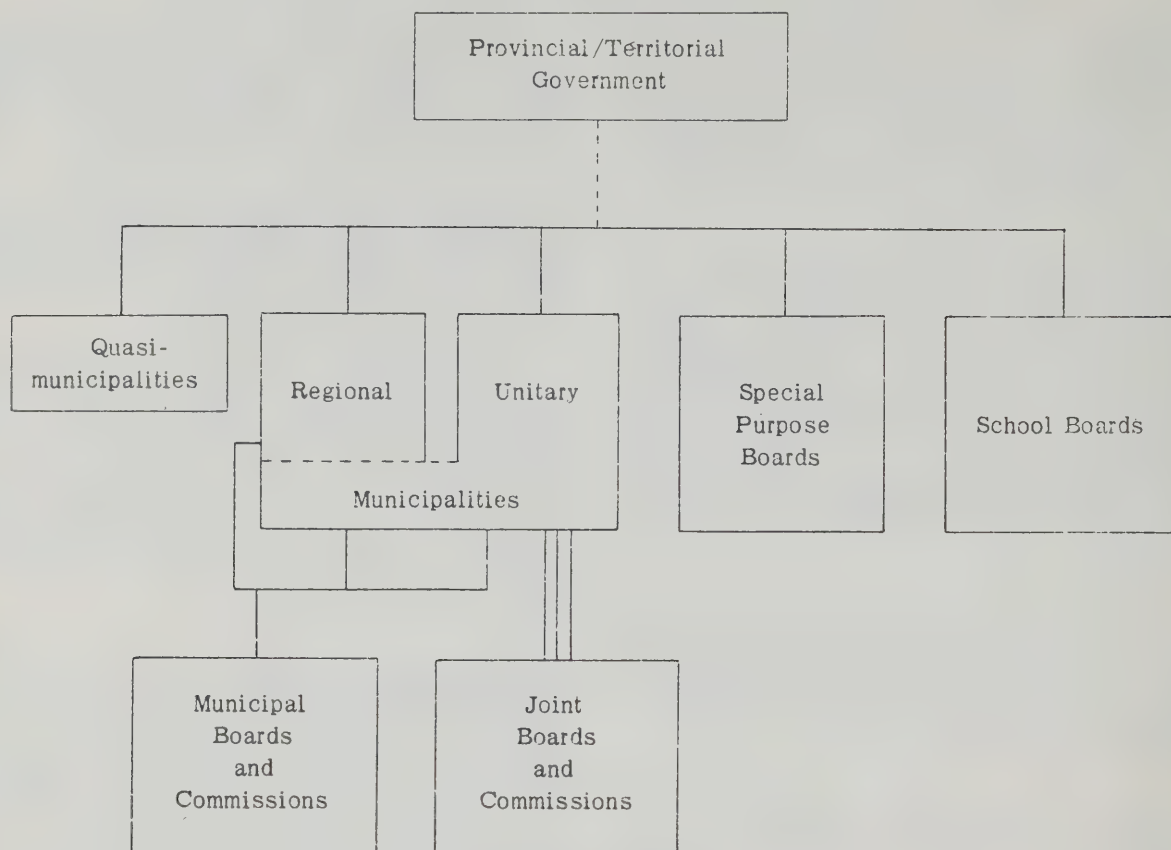 Provincial/Territorial
Government
Quasi-
municipalities
Regional
Unitary
Municipalities
Special
Purpose
Boards
School Boards
Municipal
Boards
and
Commissions
Joint
Boards
and
Commissions